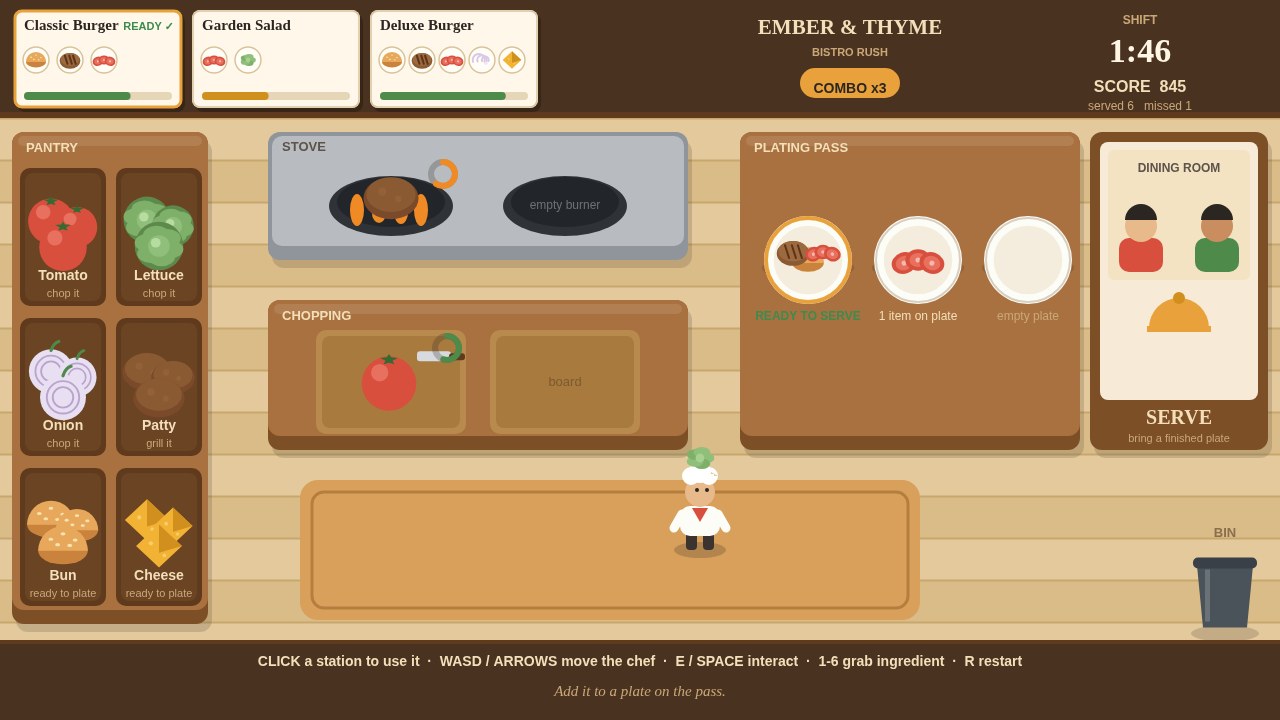 Classic Burger READY ✓
Garden Salad
Deluxe Burger
EMBER & THYME
BISTRO RUSH
COMBO x3
SHIFT
1:46
SCORE 845
served 6 missed 1
PANTRY
Tomato
chop it
Lettuce
chop it
Onion
chop it
Patty
grill it
Bun
ready to plate
Cheese
ready to plate
STOVE
empty burner
CHOPPING
board
PLATING PASS
READY TO SERVE
1 item on plate
empty plate
DINING ROOM
SERVE
bring a finished plate
BIN
CLICK a station to use it · WASD / ARROWS move the chef · E / SPACE interact · 1-6 grab ingredient · R restart
Add it to a plate on the pass.